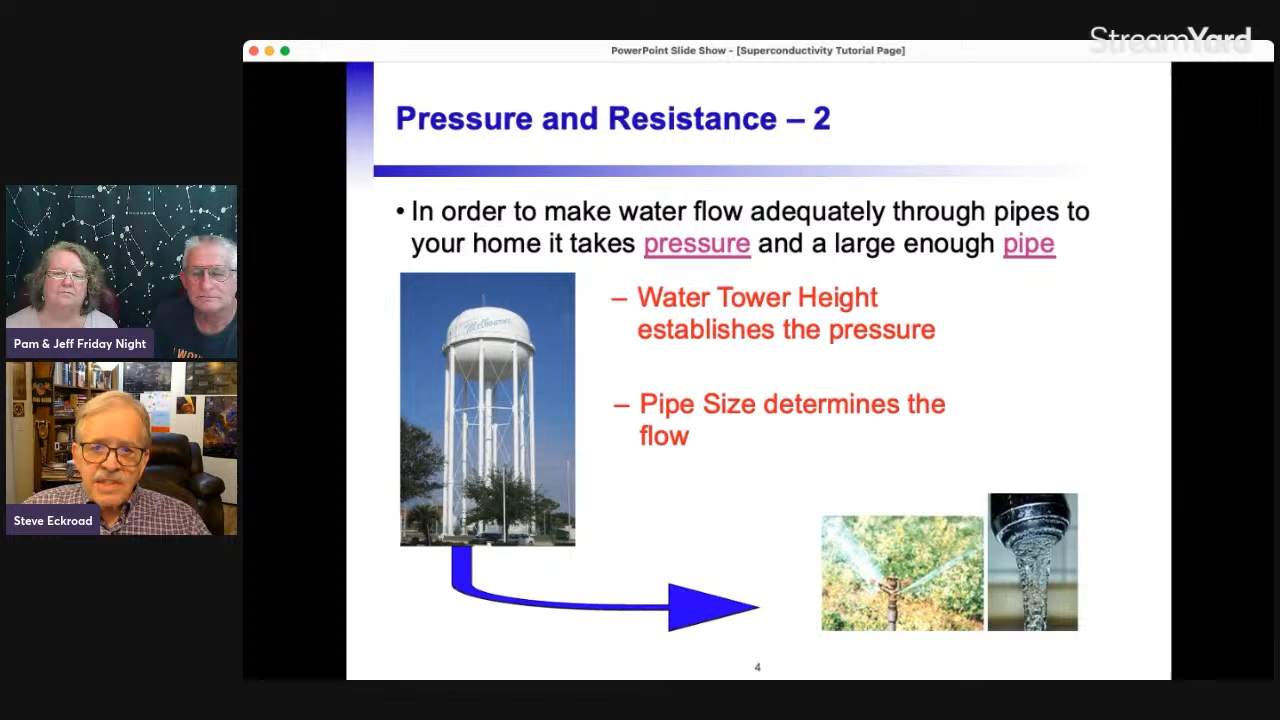 StreamYard
PowerPoint Slide Show - [Superconductivity Tutorial Page]
Pressure and Resistance – 2
• In order to make water flow adequately through pipes to
your home it takes pressure and a large enough pipe
Melbourne
– Water Tower Height
establishes the pressure
– Pipe Size determines the
flow
4
Pam & Jeff Friday Night
Steve Eckroad